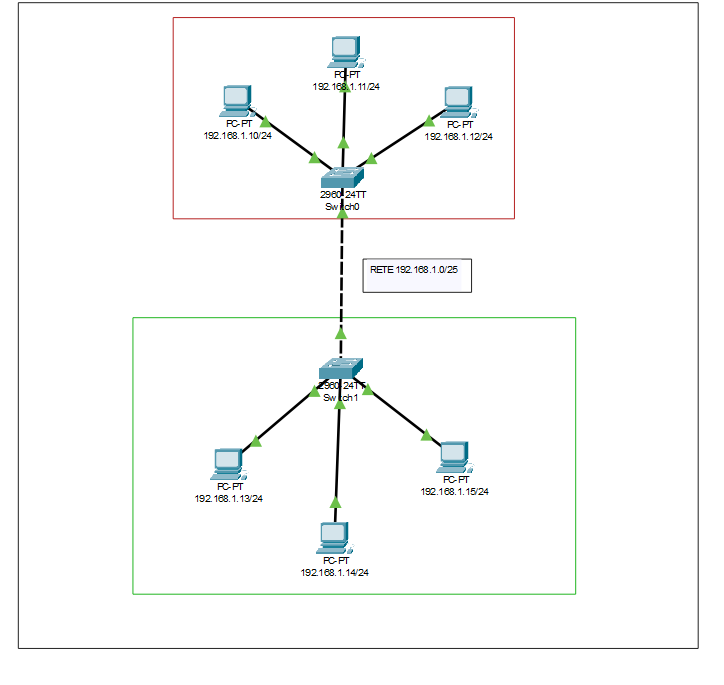 PC-PT
192.168.1.11/24
PC-PT
192.168.1.10/24
PC-PT
192.168.1.12/24
2960-24TT
Switch0
RETE 192.168.1.0/25
2960-24TT
Switch1
PC-PT
192.168.1.13/24
PC-PT
192.168.1.15/24
PC-PT
192.168.1.14/24